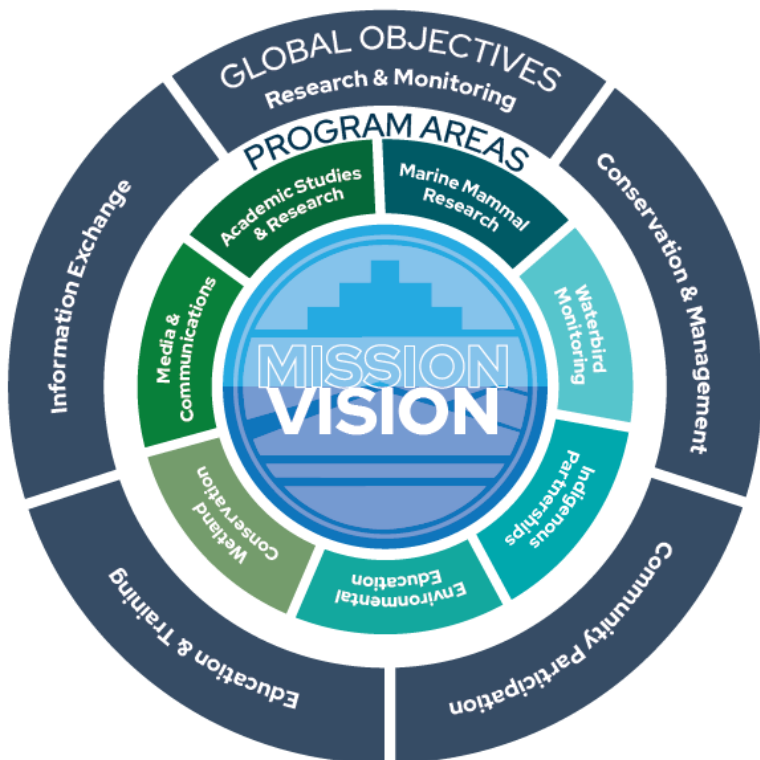 GLOBAL OBJECTIVES
Research & Monitoring
Conservation & Management
Community Participation
Education & Training
Information Exchange
PROGRAM AREAS
Marine Mammal
Research
Waterbird
Monitoring
Indigenous
Partnerships
Environmental
Education
Wetland
Conservation
Media &
Communications
Academic Studies
& Research
MISSION
VISION